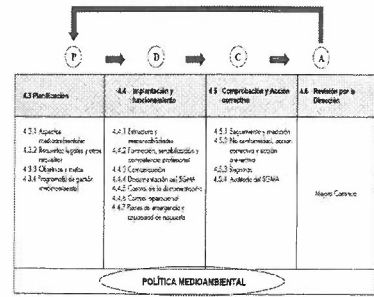 P D C A
4.3 Planificación
4.4 Implantación y
funcionamiento
4.5 Comprobación y Acción
correctiva
4.6 Revisión por la
Dirección
4.3.1 Aspectos
medioambientales
4.3.2 Requisitos legales y otros
requisitos
4.3.3 Objetivos y metas
4.3.4 Programa(s) de gestión
medioambiental
4.4.1 Estructura y
responsabilidades
4.4.2 Formación, sensibilización y
competencia profesional
4.4.3 Comunicación
4.4.4 Documentación del SGMA
4.4.5 Control de la documentación
4.4.6 Control operacional
4.4.7 Planes de emergencia y
capacidad de respuesta
4.5.1 Seguimiento y medición
4.5.2 No conformidad, acción
correctiva y acción
preventiva
4.5.3 Registros
4.5.4 Auditoría del SGMA
Mejora Continua
POLÍTICA MEDIOAMBIENTAL